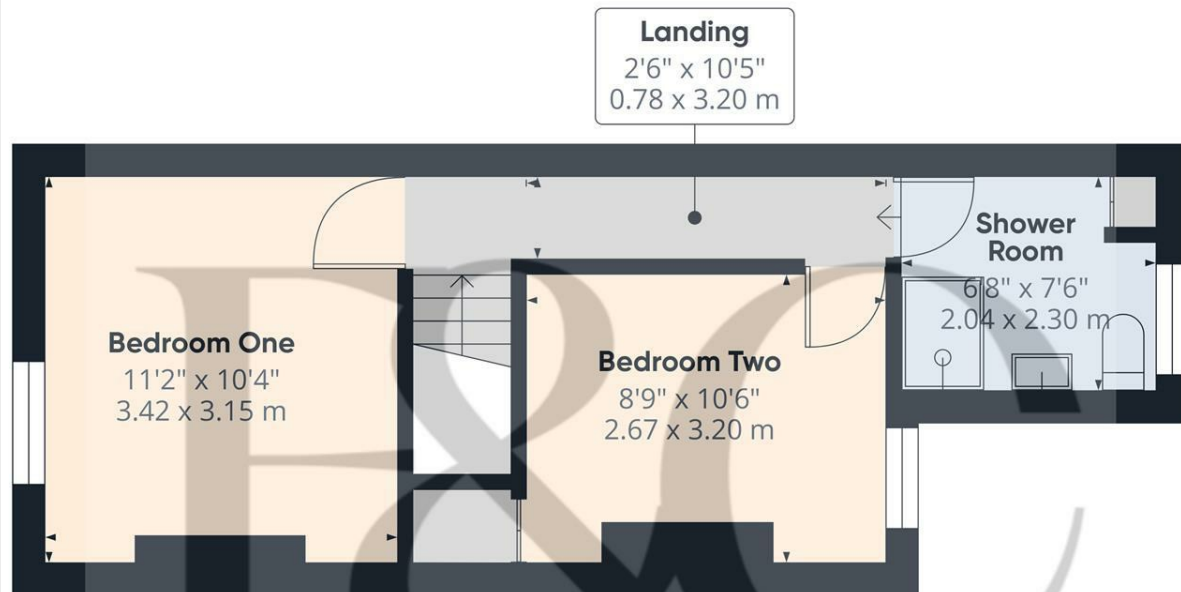 Landing
2'6" x 10'5"
0.78 x 3.20 m
Shower
Room
6'8" x 7'6"
2.04 x 2.30 m
Bedroom One
11'2" x 10'4"
3.42 x 3.15 m
Bedroom Two
8'9" x 10'6"
2.67 x 3.20 m
F&C